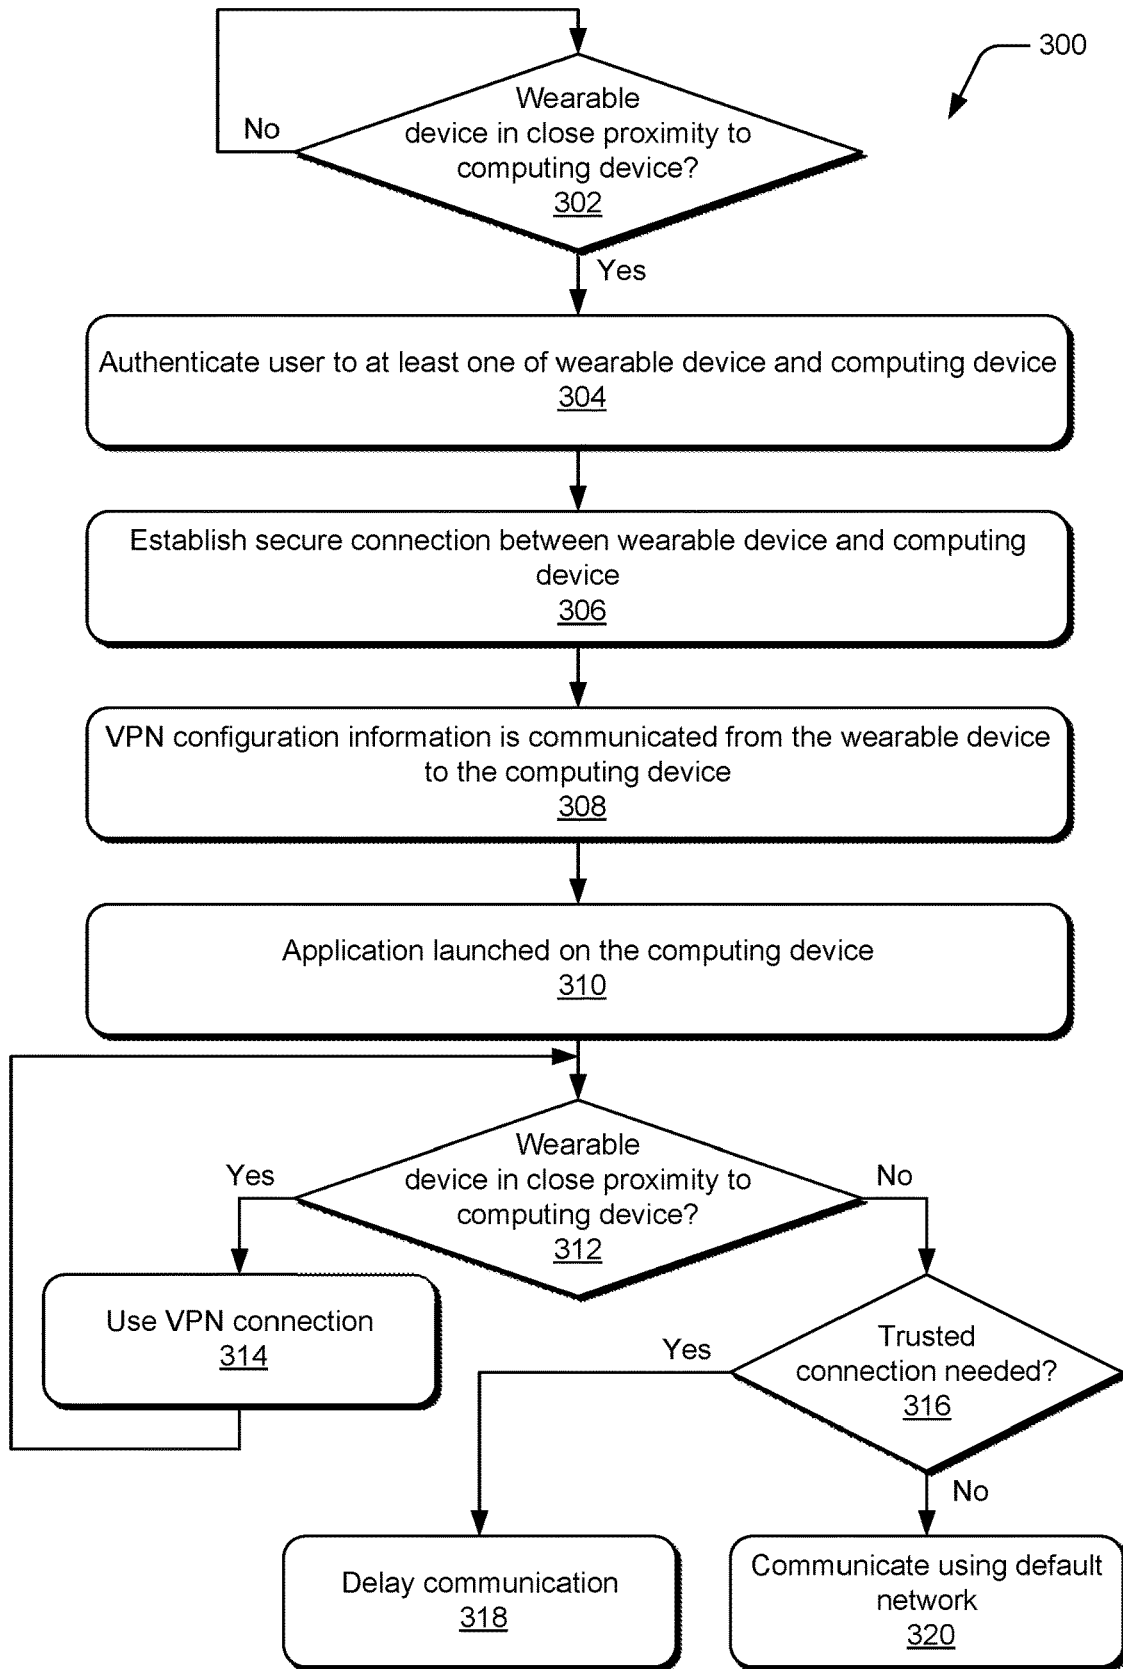 300
Wearable
device in close proximity to
computing device?
302
No
Yes
Authenticate user to at least one of wearable device and computing device
304
Establish secure connection between wearable device and computing
device
306
VPN configuration information is communicated from the wearable device
to the computing device
308
Application launched on the computing device
310
Wearable
device in close proximity to
computing device?
312
Yes
No
Use VPN connection
314
Trusted
connection needed?
316
Yes
No
Delay communication
318
Communicate using default
network
320